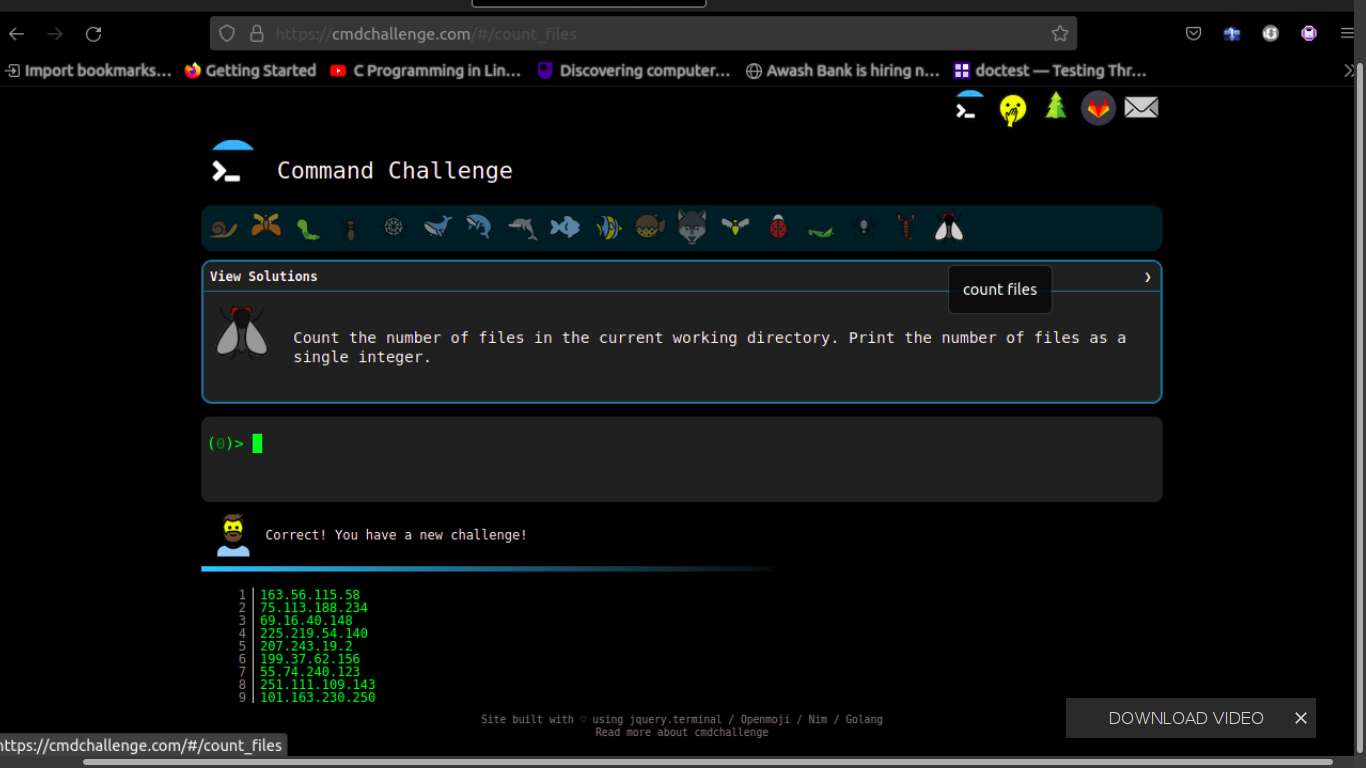 https://cmdchallenge.com/#/count_files
Import bookmarks... Getting Started C Programming in Lin... Discovering computer... Awash Bank is hiring n... doctest — Testing Thr...
Command Challenge
View Solutions
count files
Count the number of files in the current working directory. Print the number of files as a
single integer.
(0)>
Correct! You have a new challenge!
1 163.56.115.58
2 75.113.188.234
3 69.16.40.148
4 225.219.54.140
5 207.243.19.2
6 199.37.62.156
7 55.74.240.123
8 251.111.109.143
9 101.163.230.250
Site built with ♡ using jquery.terminal / Openmoji / Nim / Golang
Read more about cmdchallenge
DOWNLOAD VIDEO
https://cmdchallenge.com/#/count_files